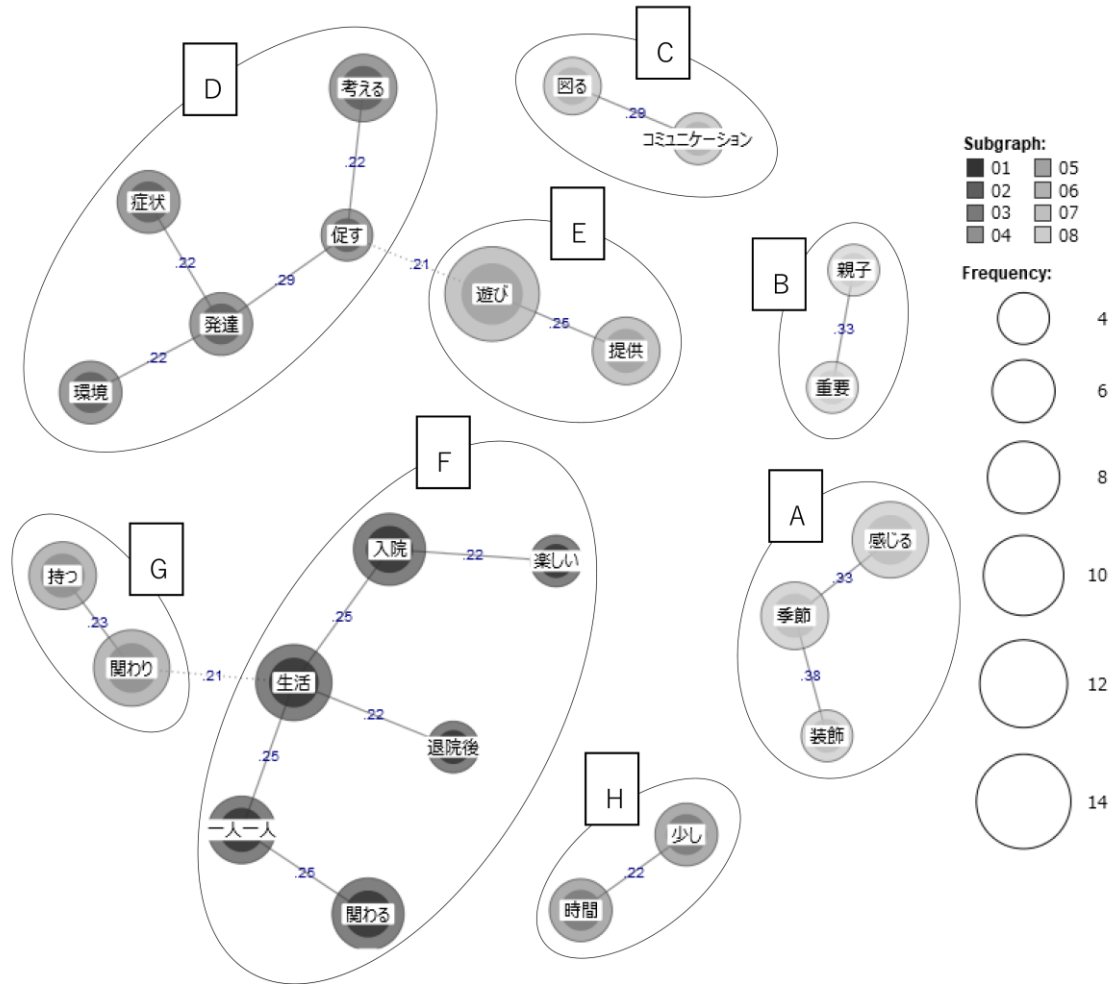 D
考える
.22
症状
促す
.22
.29
発達
.22
環境
C
図る
.29
コミュニケーション
E
.21
遊び
.25
提供
B
親子
.33
重要
Subgraph:
01 05
02 06
03 07
04 08
Frequency:
4
6
8
10
12
14
F
入院
.22
楽しい
.25
生活
.22
退院後
.25
一人一人
.25
関わる
G
持つ
.23
関わり
.21
A
感じる
.33
季節
.38
装飾
H
少し
.22
時間